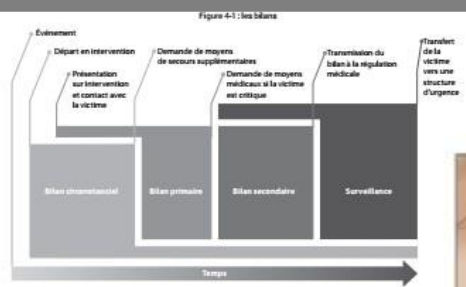 Figure 4-1 : les bilans
Événement
Départ en intervention
Présentation
sur intervention
et contact avec
la victime
Demande de moyens
de secours supplémentaires
Demande de moyens
médicaux si la victime
est critique
Transmission du
bilan à la régulation
médicale
Transfert
de la
victime
vers une
structure
d'urgence
Bilan circonstanciel
Bilan primaire
Bilan secondaire
Surveillance
Temps